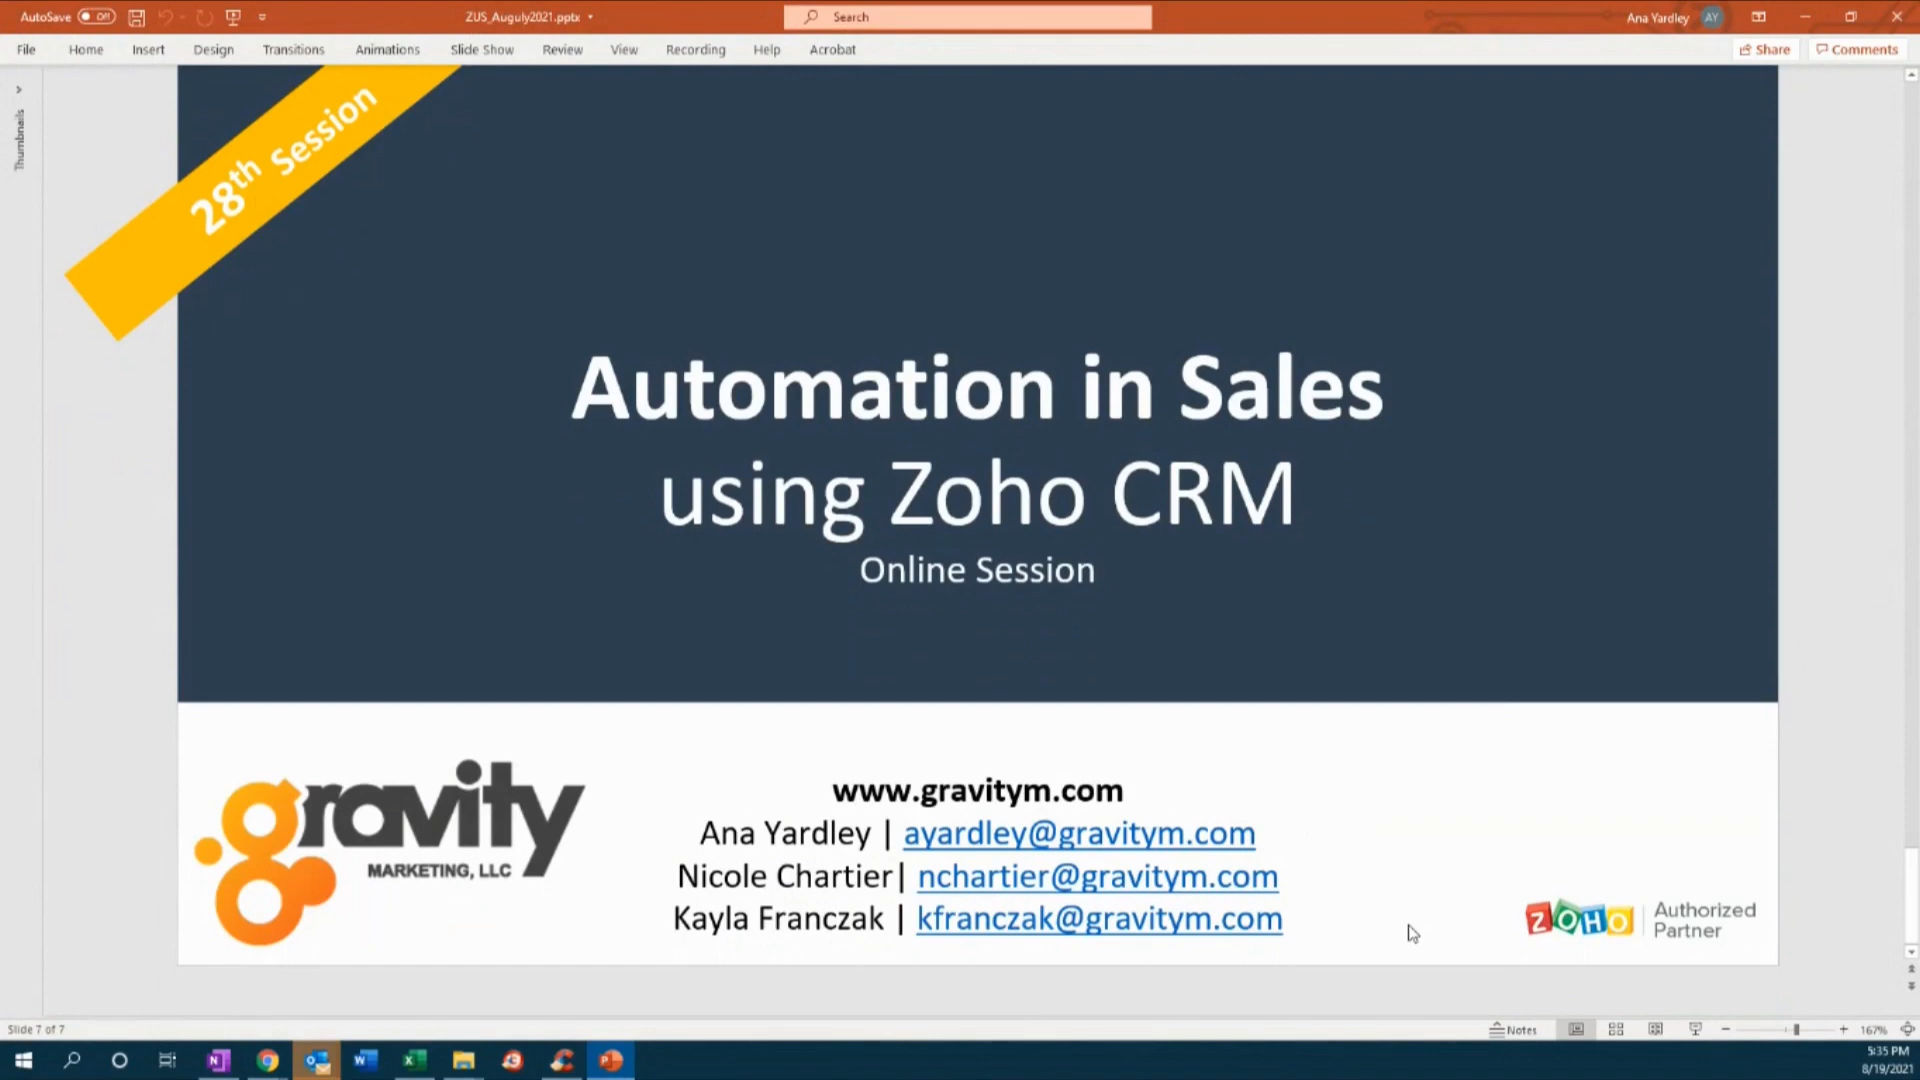 AutoSave Off ZUS_Auguly2021.pptx Search Ana Yardley AY
File Home Insert Design Transitions Animations Slide Show Review View Recording Help Acrobat Share Comments
Thumbnails
28th Session
Automation in Sales
using Zoho CRM
Online Session
gravity
MARKETING, LLC
www.gravitym.com
Ana Yardley | ayardley@gravitym.com
Nicole Chartier| nchartier@gravitym.com
Kayla Franczak | kfranczak@gravitym.com
ZOHO Authorized
Partner
Slide 7 of 7 Notes 167%
5:35 PM
8/19/2021